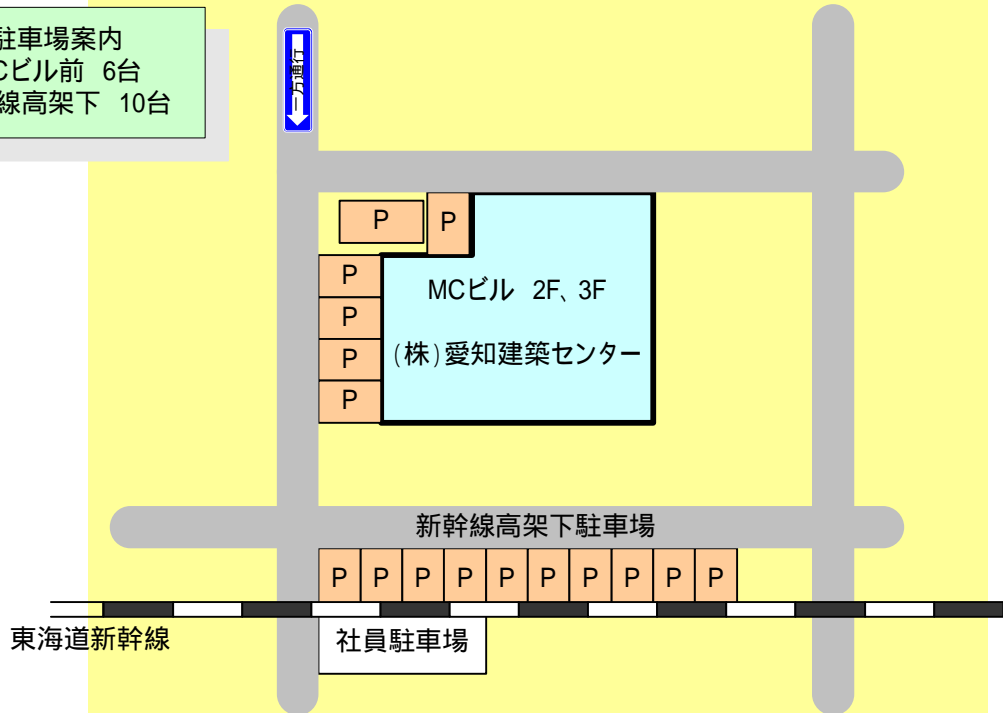 駐車場案内
Cビル前 6台
線高架下 10台
一方通行
P
P
P
P
P
P
MCビル 2F、3F
(株)愛知建築センター
新幹線高架下駐車場
P P P P P P P P P P
東海道新幹線
社員駐車場